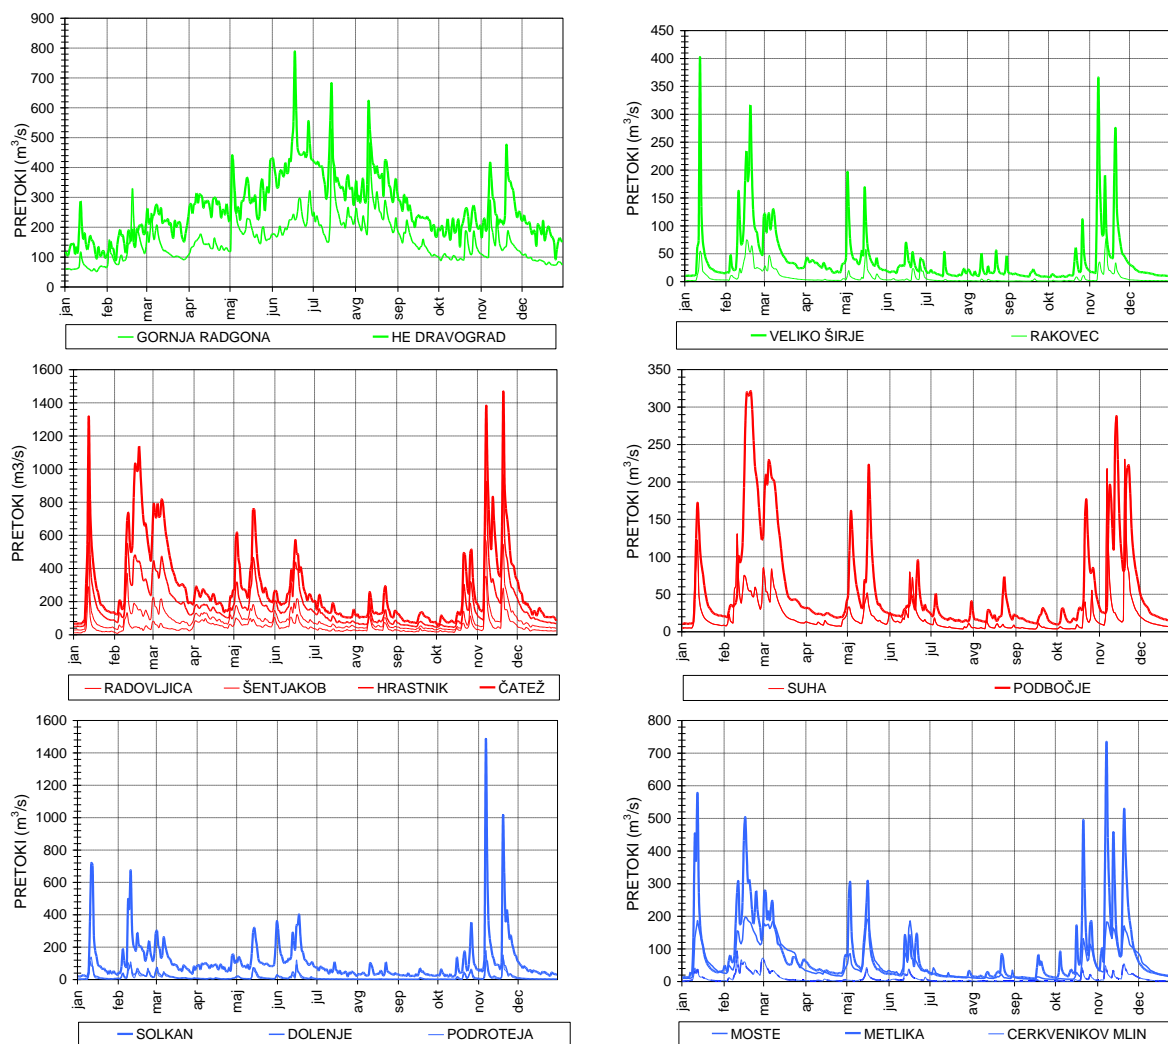 PRETOKI (m³/s)
900
800
700
600
500
400
300
200
100
0
jan
feb
mar
apr
maj
jun
jul
avg
sep
okt
nov
dec
GORNJA RADGONA HE DRAVOGRAD
PRETOKI (m³/s)
450
400
350
300
250
200
150
100
50
0
jan
feb
mar
apr
maj
jun
jul
avg
sep
okt
nov
dec
VELIKO ŠIRJE RAKOVEC
PRETOKI (m3/s)
1600
1400
1200
1000
800
600
400
200
0
jan
feb
mar
apr
maj
jun
jul
avg
sep
okt
nov
dec
RADOVLJICA ŠENTJAKOB HRASTNIK ČATEŽ
PRETOKI (m³/s)
350
300
250
200
150
100
50
0
jan
feb
mar
apr
maj
jun
jul
avg
sep
okt
nov
dec
SUHA PODBOČJE
PRETOKI (m³/s)
1600
1400
1200
1000
800
600
400
200
0
jan
feb
mar
apr
maj
jun
jul
avg
sep
okt
nov
dec
SOLKAN DOLENJE PODROTEJA
PRETOKI (m³/s)
800
700
600
500
400
300
200
100
0
jan
feb
mar
apr
maj
jun
jul
avg
sep
okt
nov
dec
MOSTE METLIKA CERKVENIKOV MLIN